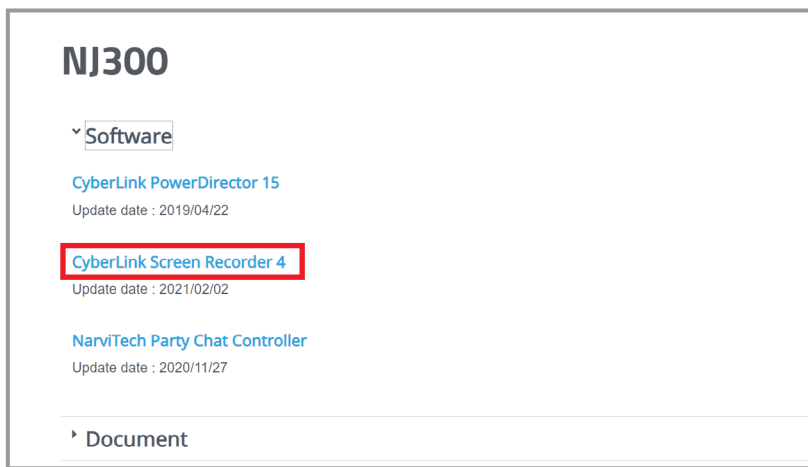 NJ300
Software
CyberLink PowerDirector 15
Update date : 2019/04/22
CyberLink Screen Recorder 4
Update date : 2021/02/02
NarviTech Party Chat Controller
Update date : 2020/11/27
Document